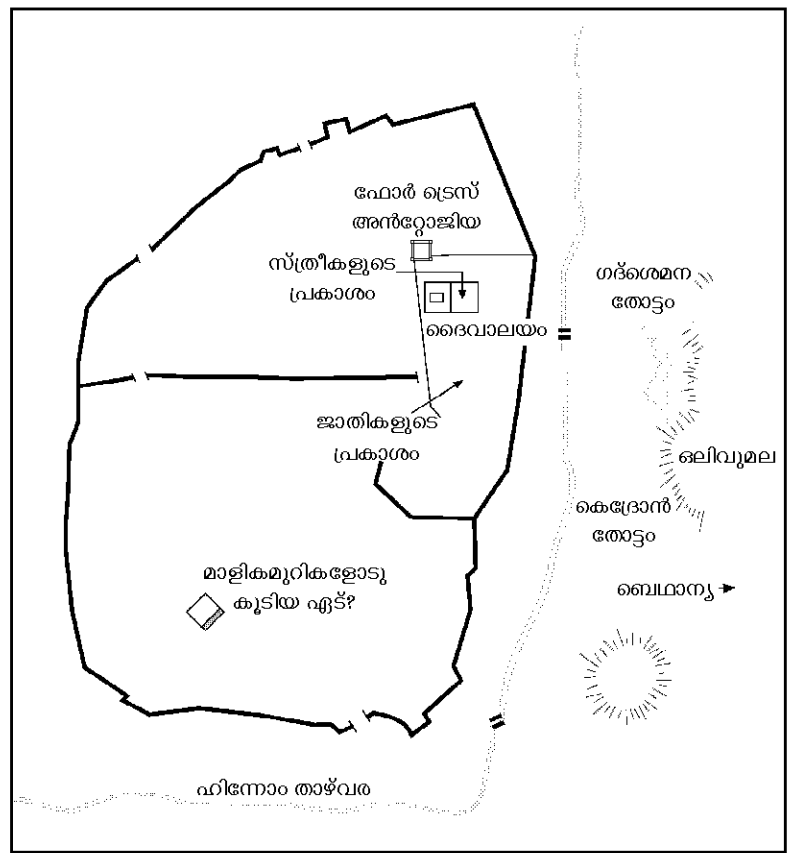 ഫോർ ട്രെസ്
അൻറ്റോജിയ
സ്ത്രീകളുടെ
പ്രകാശം
ഗദ്ശെമന
തോട്ടം
ദൈവാലയം
ജാതികളുടെ
പ്രകാശം
ഒലിവുമല
കെദ്രോൻ
തോട്ടം
മാളികമുറികളോടു
കൂടിയ ഏട്?
ബെഥാന്യ
ഹിന്നോം താഴ്‌വര